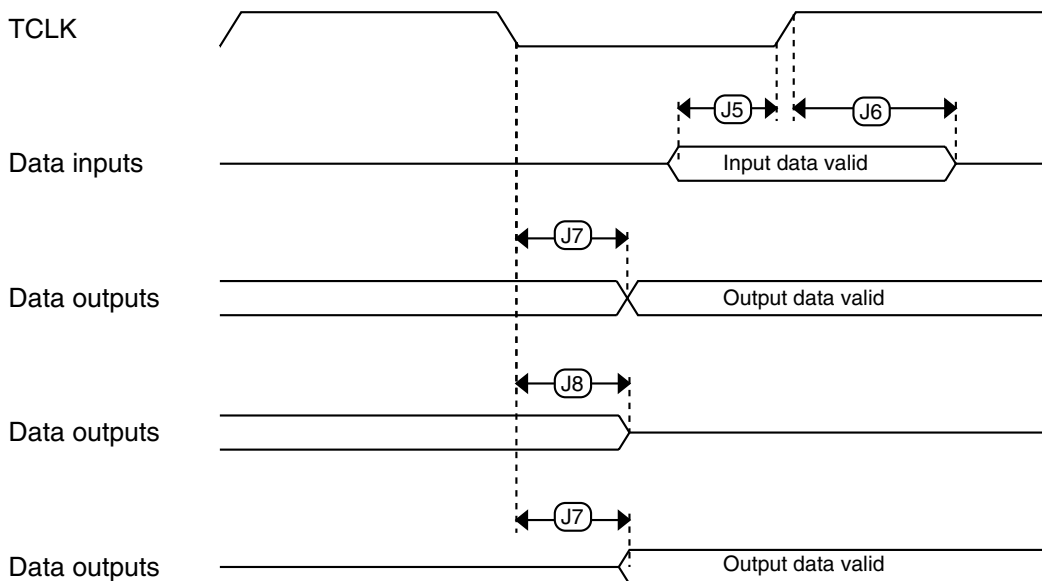 TCLK
J5
J6
Data inputs
Input data valid
J7
Data outputs
Output data valid
J8
Data outputs
J7
Data outputs
Output data valid